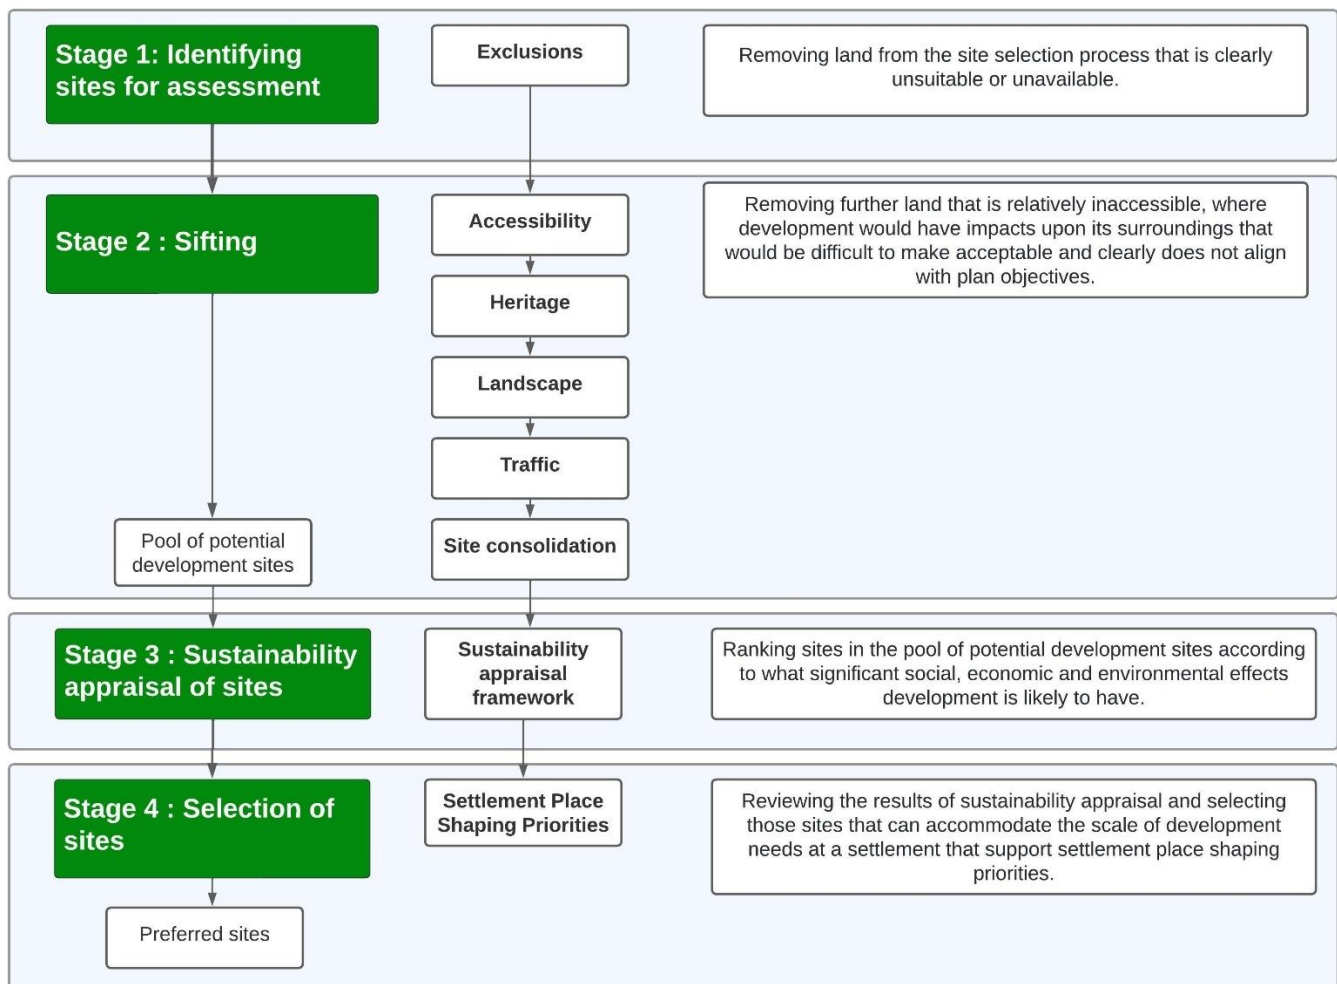 Stage 1: Identifying
sites for assessment
Exclusions
Removing land from the site selection process that is clearly
unsuitable or unavailable.
Stage 2 : Sifting
Accessibility
Removing further land that is relatively inaccessible, where
development would have impacts upon its surroundings that
would be difficult to make acceptable and clearly does not align
with plan objectives.
Heritage
Landscape
Traffic
Site consolidation
Pool of potential
development sites
Stage 3 : Sustainability
appraisal of sites
Sustainability
appraisal
framework
Ranking sites in the pool of potential development sites according
to what significant social, economic and environmental effects
development is likely to have.
Stage 4 : Selection of
sites
Settlement Place
Shaping Priorities
Reviewing the results of sustainability appraisal and selecting
those sites that can accommodate the scale of development
needs at a settlement that support settlement place shaping
priorities.
Preferred sites